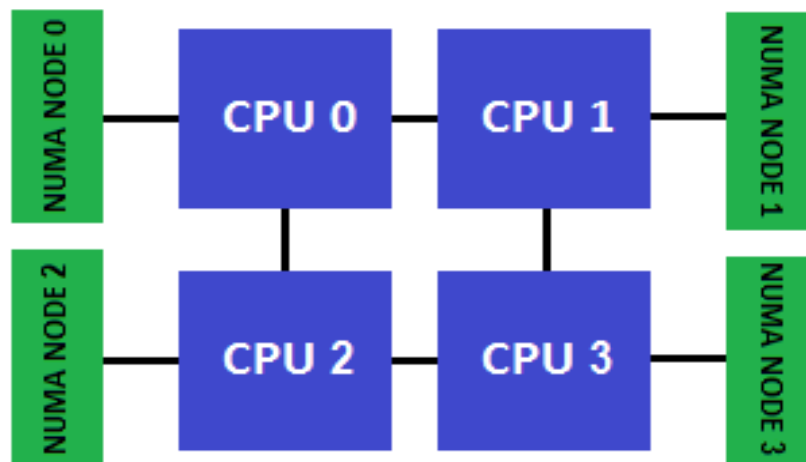 NUMA NODE 0
CPU 0
CPU 1
NUMA NODE 1
NUMA NODE 2
CPU 2
CPU 3
NUMA NODE 3